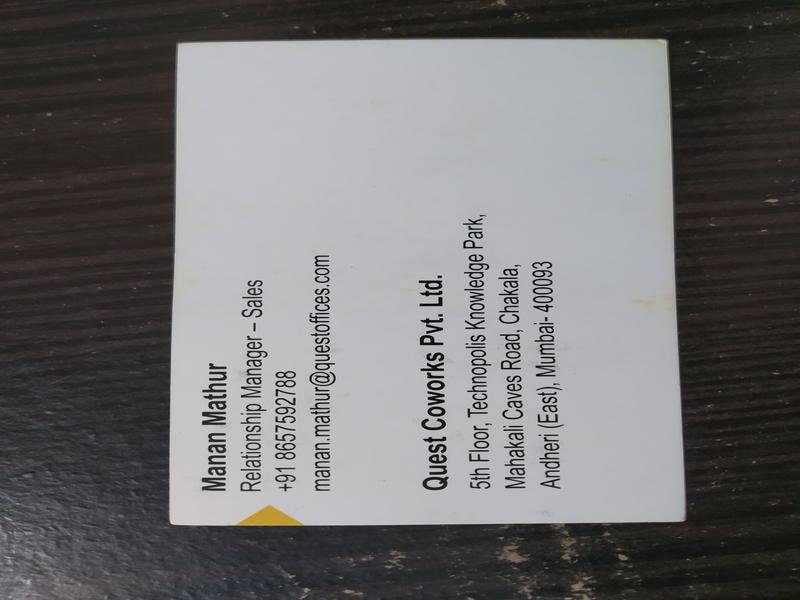 Manan Mathur
Relationship Manager – Sales
+91 8657592788
manan.mathur@questoffices.com
Quest Coworks Pvt. Ltd.
5th Floor, Technopolis Knowledge Park,
Mahakali Caves Road, Chakala,
Andheri (East), Mumbai- 400093